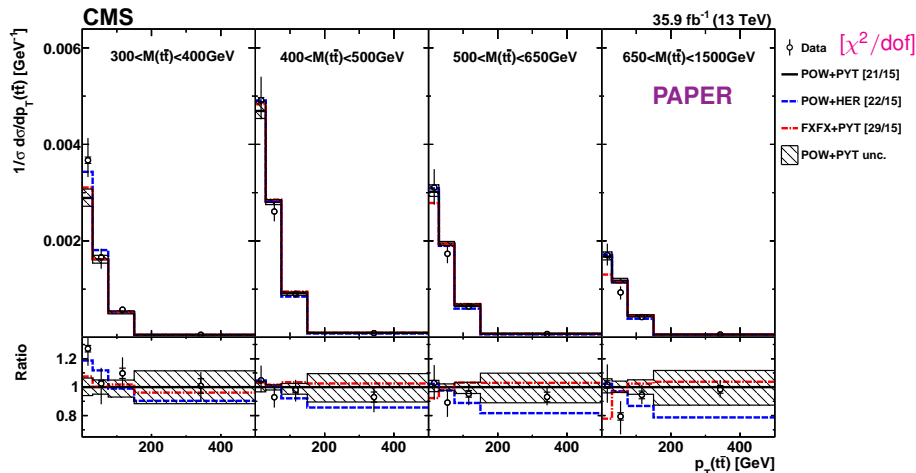 CMS
35.9 fb⁻¹ (13 TeV)
1/σ dσ/dp_T(tt̄) [GeV⁻¹]
0.006
0.004
0.002
300<M(tt̄)<400GeV
400<M(tt̄)<500GeV
500<M(tt̄)<650GeV
650<M(tt̄)<1500GeV
PAPER
Data [χ²/dof]
POW+PYT [21/15]
POW+HER [22/15]
FXFX+PYT [29/15]
POW+PYT unc.
Ratio
1.2
1
0.8
200 400 200 400 200 400 200 400
p_T(tt̄) [GeV]